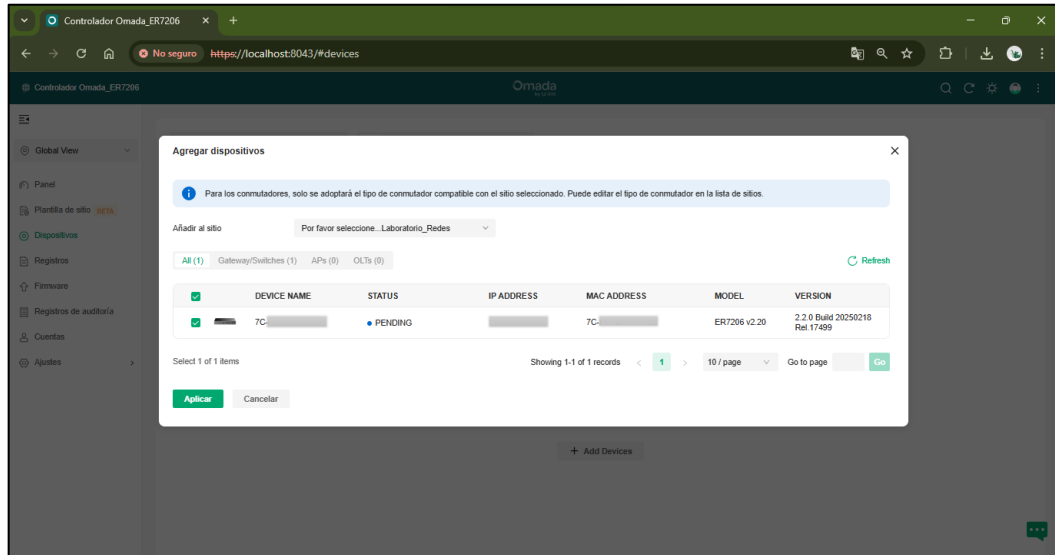 Controlador Omada_ER7206
No seguro https://localhost:8043/#devices
Controlador Omada_ER7206
Omada
Global View
Panel
Plantilla de sitio BETA
Dispositivos
Registros
Firmware
Registros de auditoría
Cuentas
Ajustes
Agregar dispositivos
Para los conmutadores, solo se adoptará el tipo de conmutador compatible con el sitio seleccionado. Puede editar el tipo de conmutador en la lista de sitios.
Añadir al sitio Por favor seleccione...Laboratorio_Redes
All (1) Gateway/Switches (1) APs (0) OLTs (0) Refresh
DEVICE NAME STATUS IP ADDRESS MAC ADDRESS MODEL VERSION
7C- PENDING 7C- ER7206 v2.20 2.2.0 Build 20250218
Rel.17499
Select 1 of 1 items Showing 1-1 of 1 records < 1 > 10 / page Go to page Go
Aplicar Cancelar
+ Add Devices